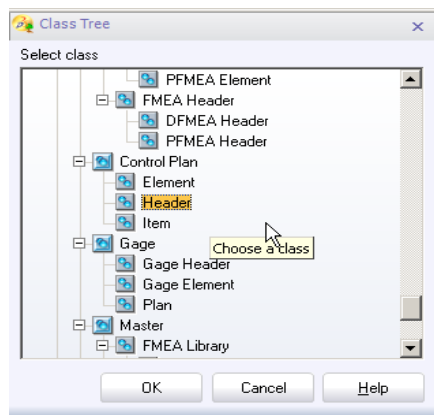 Class Tree
Select class
PFMEA Element
FMEA Header
DFMEA Header
PFMEA Header
Control Plan
Element
Header
Item
Gage
Choose a class
Gage Header
Gage Element
Plan
Master
FMEA Library
OK Cancel Help